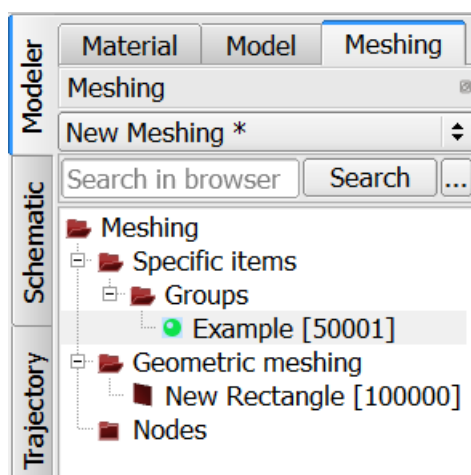 Modeler
Schematic
Trajectory
Material Model Meshing
Meshing
New Meshing *
Search in browser Search ...
Meshing
Specific items
Groups
Example [50001]
Geometric meshing
New Rectangle [100000]
Nodes